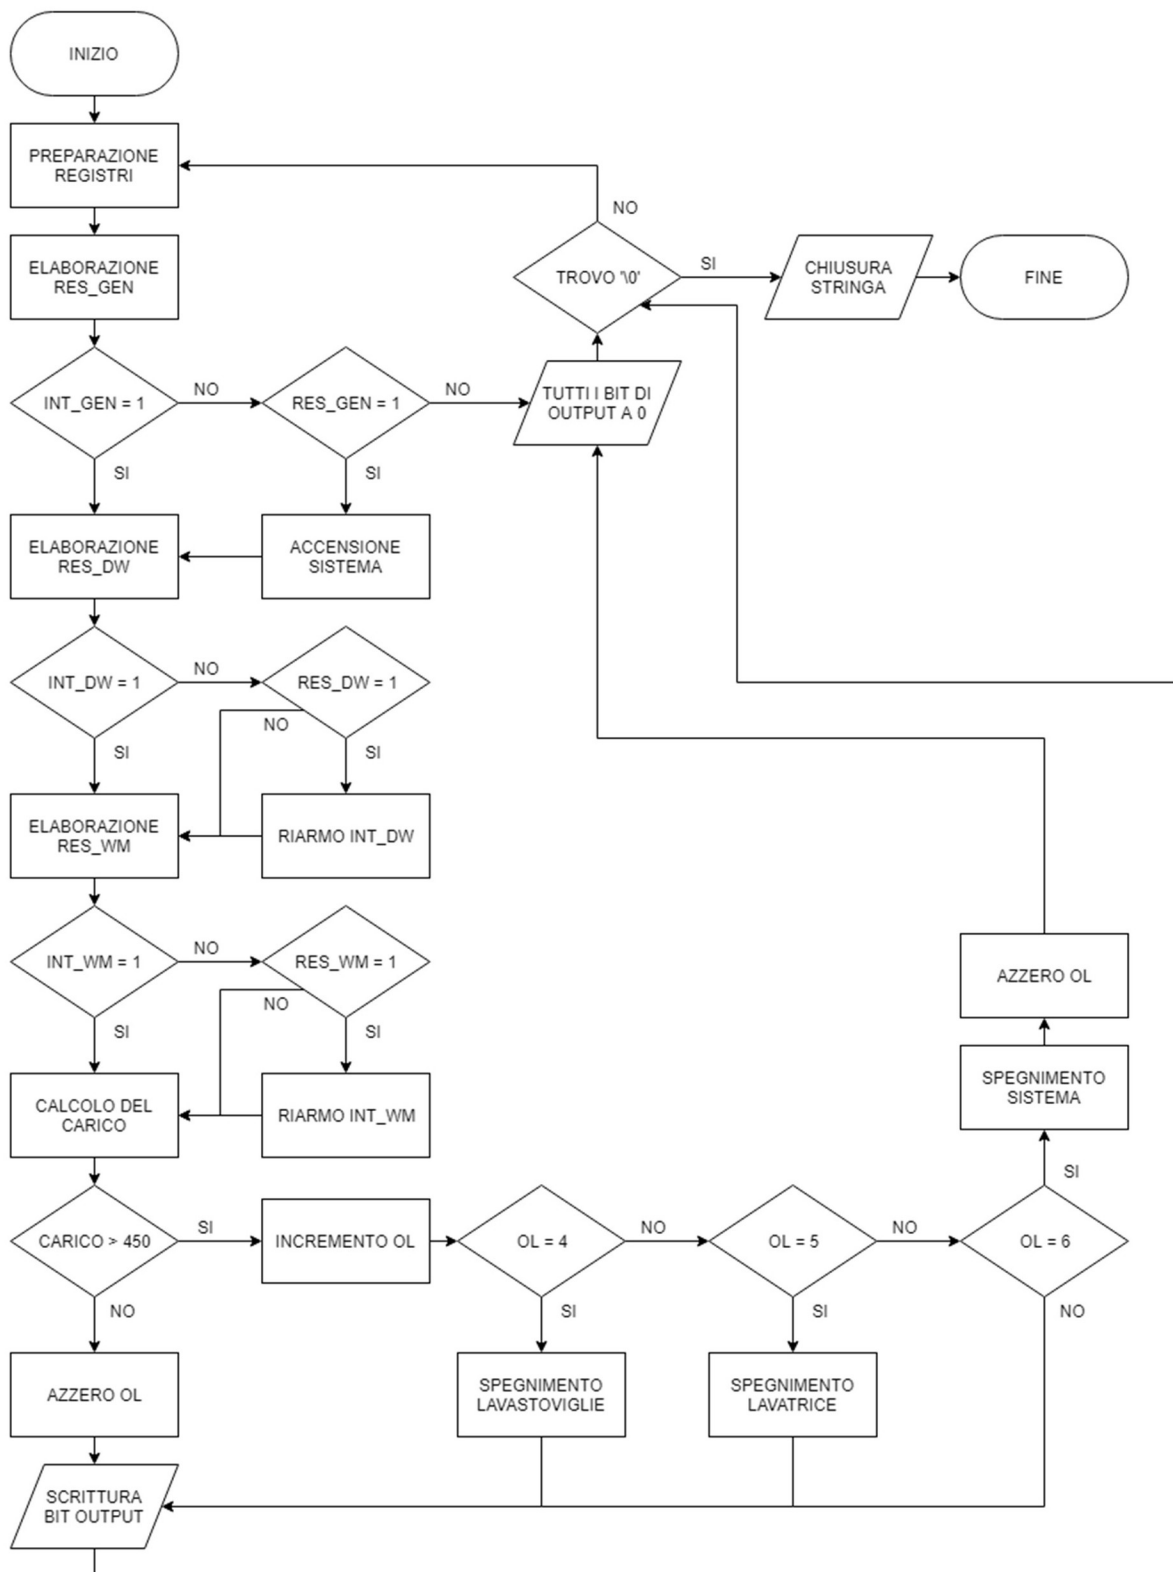 INIZIO
PREPARAZIONE
REGISTRI
NO
ELABORAZIONE
RES_GEN
TROVO '\0'
SI
CHIUSURA
STRINGA
FINE
INT_GEN = 1
NO
RES_GEN = 1
NO
TUTTI I BIT DI
OUTPUT A 0
SI
SI
ELABORAZIONE
RES_DW
ACCENSIONE
SISTEMA
INT_DW = 1
NO
RES_DW = 1
NO
SI
SI
ELABORAZIONE
RES_WM
RIARMO INT_DW
INT_WM = 1
NO
RES_WM = 1
NO
SI
SI
AZZERO OL
CALCOLO DEL
CARICO
RIARMO INT_WM
SPEGNIMENTO
SISTEMA
SI
CARICO > 450
SI
INCREMENTO OL
OL = 4
NO
OL = 5
NO
OL = 6
NO
SI
SI
NO
AZZERO OL
SPEGNIMENTO
LAVASTOVIGLIE
SPEGNIMENTO
LAVATRICE
SCRITTURA
BIT OUTPUT